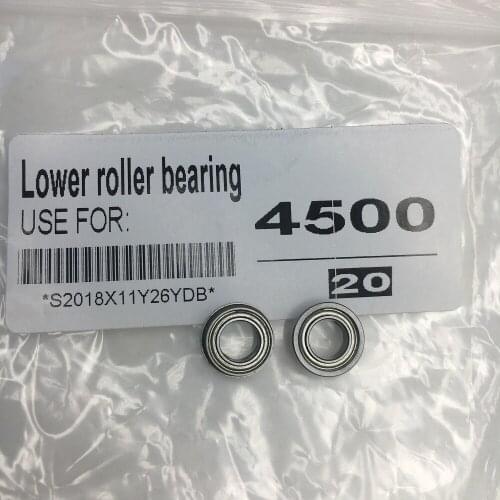 Lower roller bearing
USE FOR:
4500
*S2018X11Y26YDB*
20